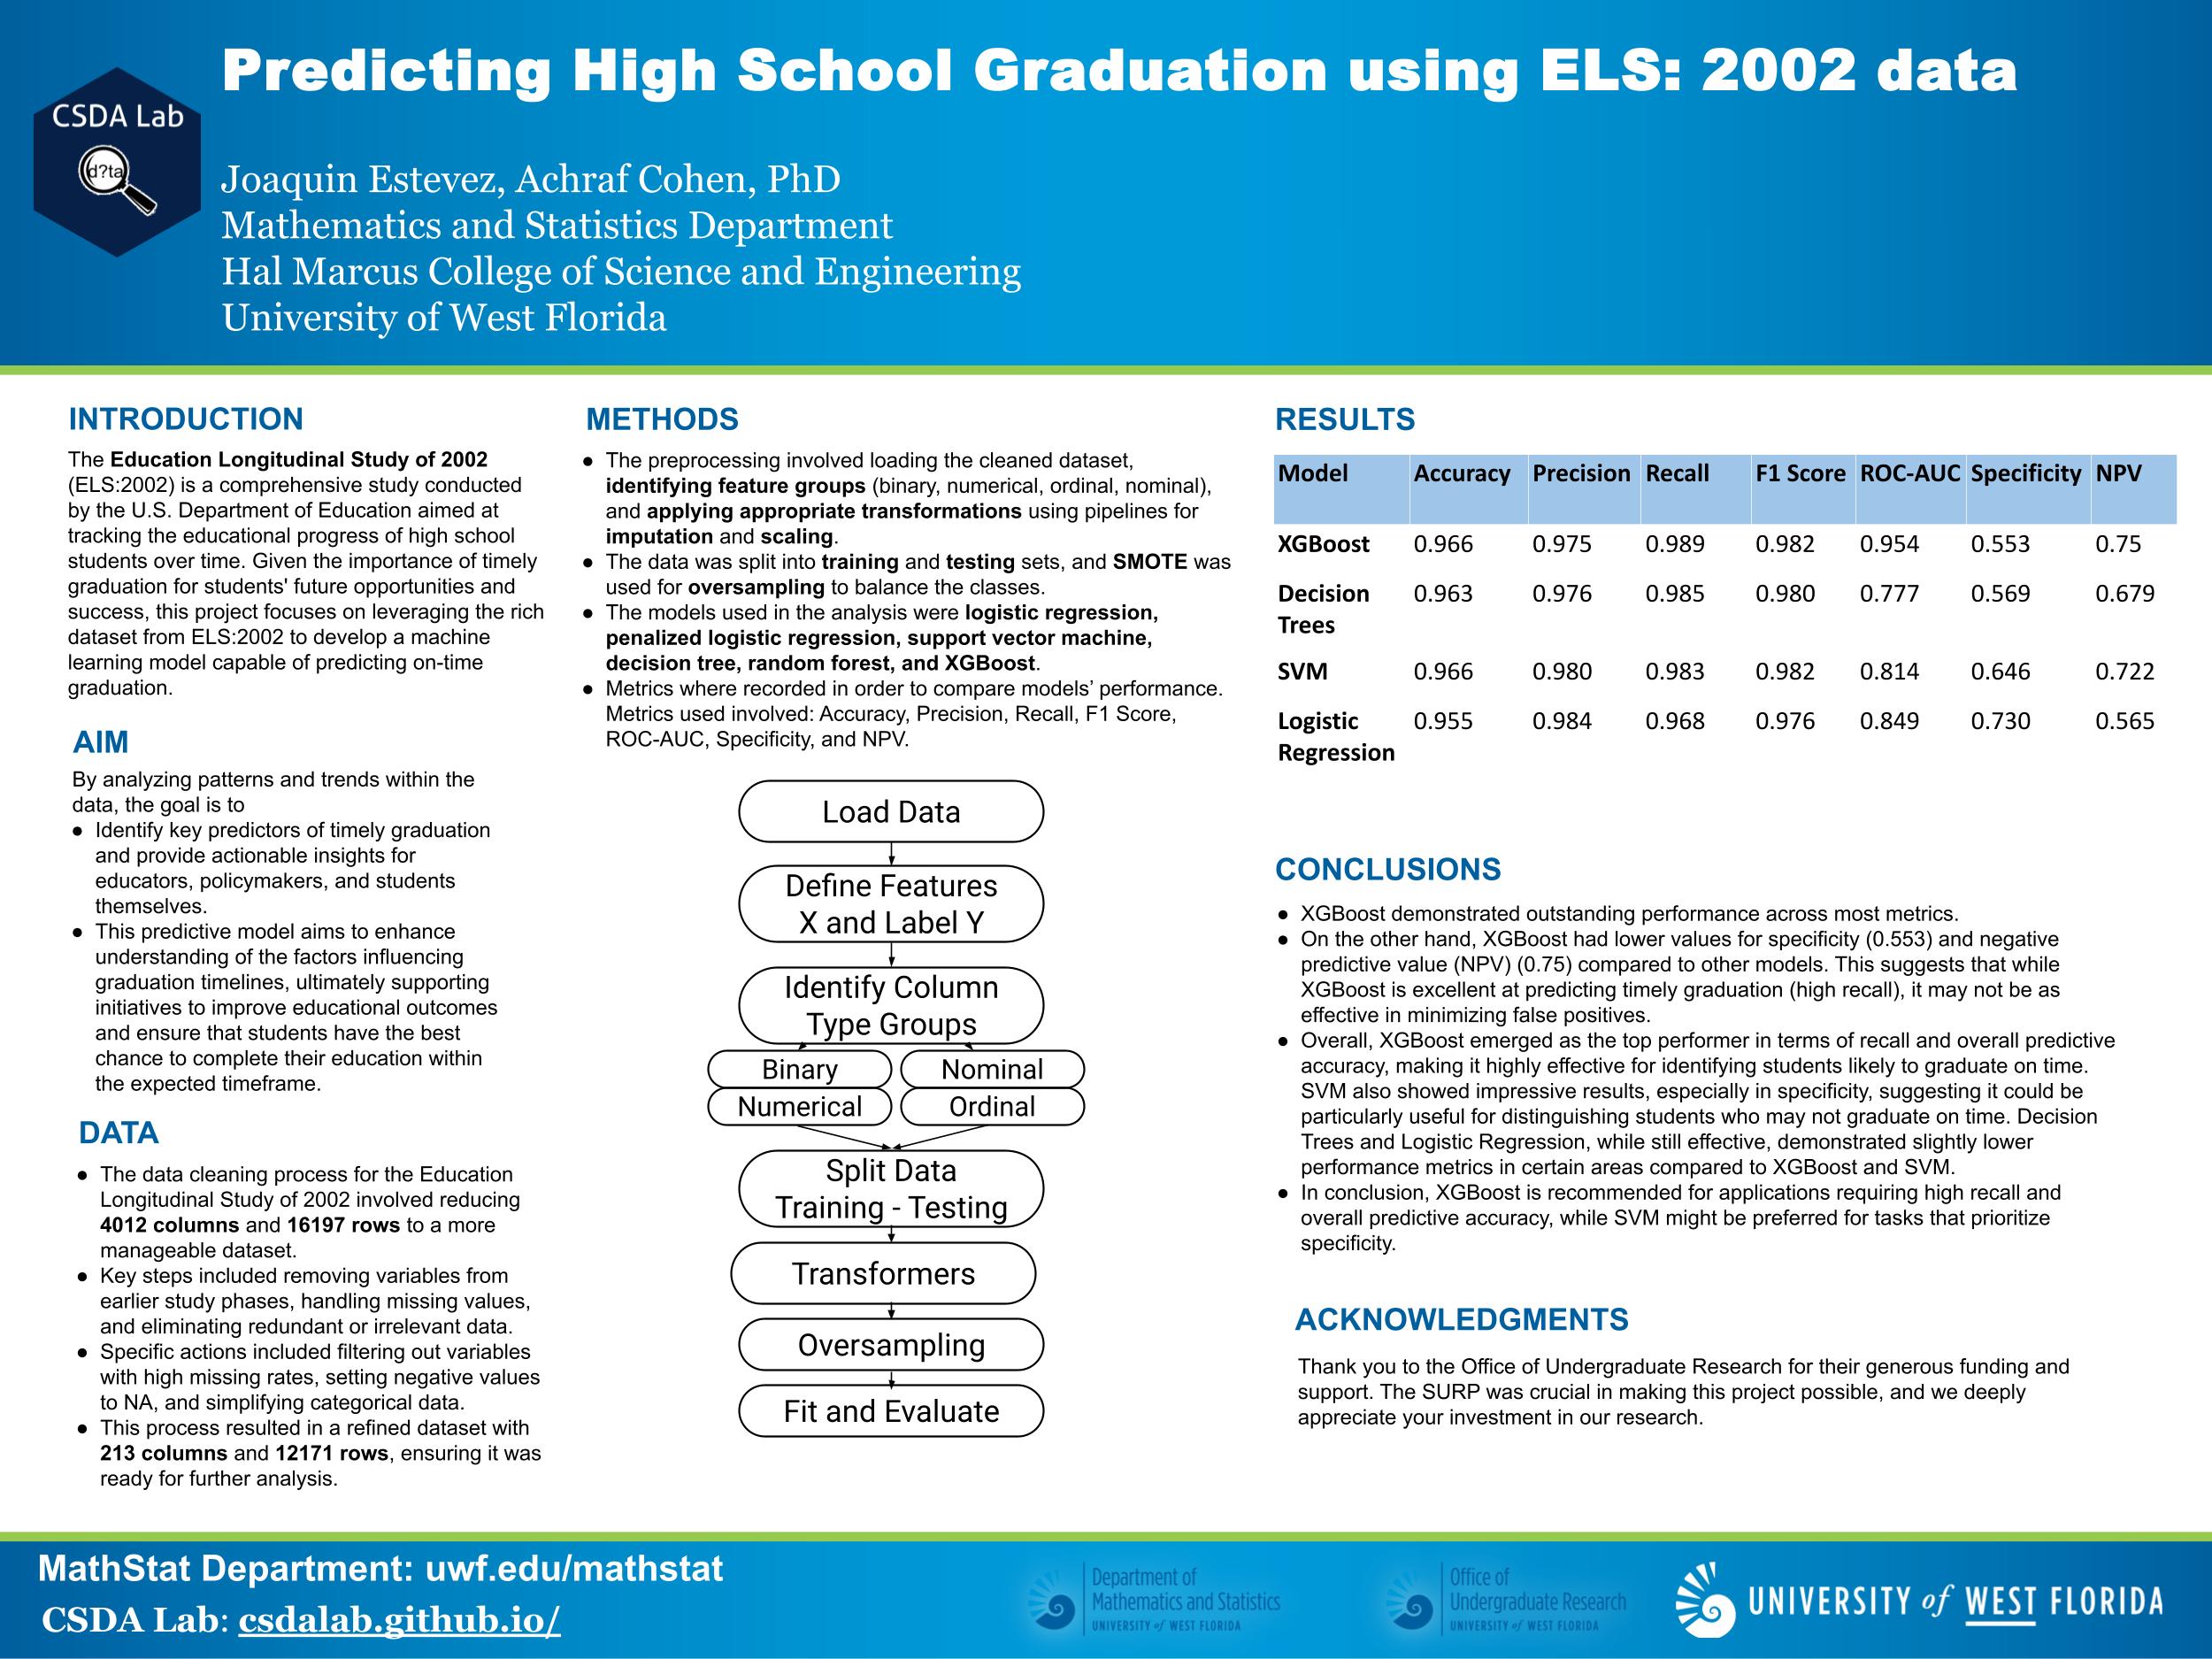 Predicting High School Graduation using ELS: 2002 data
CSDA Lab
d?ta
Joaquin Estevez, Achraf Cohen, PhD
Mathematics and Statistics Department
Hal Marcus College of Science and Engineering
University of West Florida
INTRODUCTION
The Education Longitudinal Study of 2002
(ELS:2002) is a comprehensive study conducted
by the U.S. Department of Education aimed at
tracking the educational progress of high school
students over time. Given the importance of timely
graduation for students' future opportunities and
success, this project focuses on leveraging the rich
dataset from ELS:2002 to develop a machine
learning model capable of predicting on-time
graduation.
AIM
By analyzing patterns and trends within the
data, the goal is to
● Identify key predictors of timely graduation
and provide actionable insights for
educators, policymakers, and students
themselves.
● This predictive model aims to enhance
understanding of the factors influencing
graduation timelines, ultimately supporting
initiatives to improve educational outcomes
and ensure that students have the best
chance to complete their education within
the expected timeframe.
DATA
● The data cleaning process for the Education
Longitudinal Study of 2002 involved reducing
4012 columns and 16197 rows to a more
manageable dataset.
● Key steps included removing variables from
earlier study phases, handling missing values,
and eliminating redundant or irrelevant data.
● Specific actions included filtering out variables
with high missing rates, setting negative values
to NA, and simplifying categorical data.
● This process resulted in a refined dataset with
213 columns and 12171 rows, ensuring it was
ready for further analysis.
METHODS
● The preprocessing involved loading the cleaned dataset,
identifying feature groups (binary, numerical, ordinal, nominal),
and applying appropriate transformations using pipelines for
imputation and scaling.
● The data was split into training and testing sets, and SMOTE was
used for oversampling to balance the classes.
● The models used in the analysis were logistic regression,
penalized logistic regression, support vector machine,
decision tree, random forest, and XGBoost.
● Metrics where recorded in order to compare models’ performance.
Metrics used involved: Accuracy, Precision, Recall, F1 Score,
ROC-AUC, Specificity, and NPV.
Load Data
Define Features
X and Label Y
Identify Column
Type Groups
Binary Nominal
Numerical Ordinal
Split Data
Training - Testing
Transformers
Oversampling
Fit and Evaluate
RESULTS
Model Accuracy Precision Recall F1 Score ROC-AUC Specificity NPV
XGBoost 0.966 0.975 0.989 0.982 0.954 0.553 0.75
Decision 0.963 0.976 0.985 0.980 0.777 0.569 0.679
Trees
SVM 0.966 0.980 0.983 0.982 0.814 0.646 0.722
Logistic 0.955 0.984 0.968 0.976 0.849 0.730 0.565
Regression
CONCLUSIONS
● XGBoost demonstrated outstanding performance across most metrics.
● On the other hand, XGBoost had lower values for specificity (0.553) and negative
predictive value (NPV) (0.75) compared to other models. This suggests that while
XGBoost is excellent at predicting timely graduation (high recall), it may not be as
effective in minimizing false positives.
● Overall, XGBoost emerged as the top performer in terms of recall and overall predictive
accuracy, making it highly effective for identifying students likely to graduate on time.
SVM also showed impressive results, especially in specificity, suggesting it could be
particularly useful for distinguishing students who may not graduate on time. Decision
Trees and Logistic Regression, while still effective, demonstrated slightly lower
performance metrics in certain areas compared to XGBoost and SVM.
● In conclusion, XGBoost is recommended for applications requiring high recall and
overall predictive accuracy, while SVM might be preferred for tasks that prioritize
specificity.
ACKNOWLEDGMENTS
Thank you to the Office of Undergraduate Research for their generous funding and
support. The SURP was crucial in making this project possible, and we deeply
appreciate your investment in our research.
MathStat Department: uwf.edu/mathstat
CSDA Lab: csdalab.github.io/
Department of
Mathematics and Statistics
UNIVERSITY of WEST FLORIDA
Office of
Undergraduate Research
UNIVERSITY of WEST FLORIDA
UNIVERSITY of WEST FLORIDA